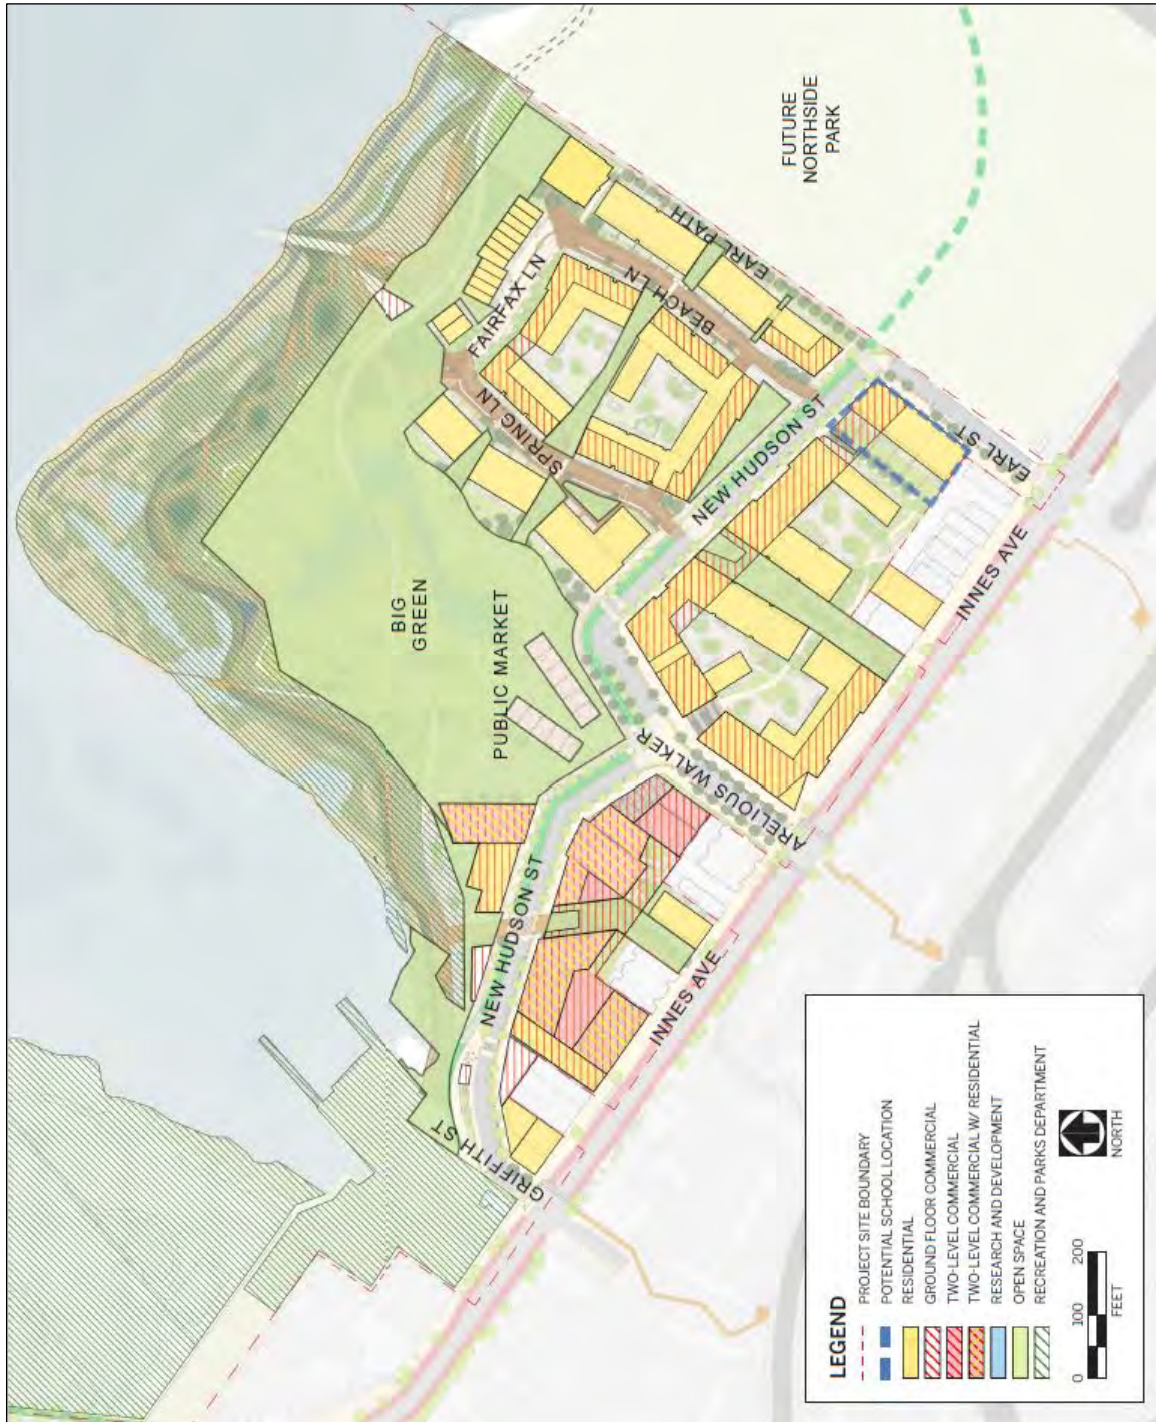 FUTURE
NORTHSIDE
PARK
EARL PATH
BEACH LN
FAIRFAX LN
SPRING LN
NEW HUDSON ST
EARL ST
INNES AVE
BIG
GREEN
PUBLIC MARKET
ARELIOUS WALKER
NEW HUDSON ST
INNES AVE
GRIFFITH ST
LEGEND
PROJECT SITE BOUNDARY
POTENTIAL SCHOOL LOCATION
RESIDENTIAL
GROUND FLOOR COMMERCIAL
TWO-LEVEL COMMERCIAL
TWO-LEVEL COMMERCIAL W/ RESIDENTIAL
RESEARCH AND DEVELOPMENT
OPEN SPACE
RECREATION AND PARKS DEPARTMENT
0 100 200
FEET
NORTH